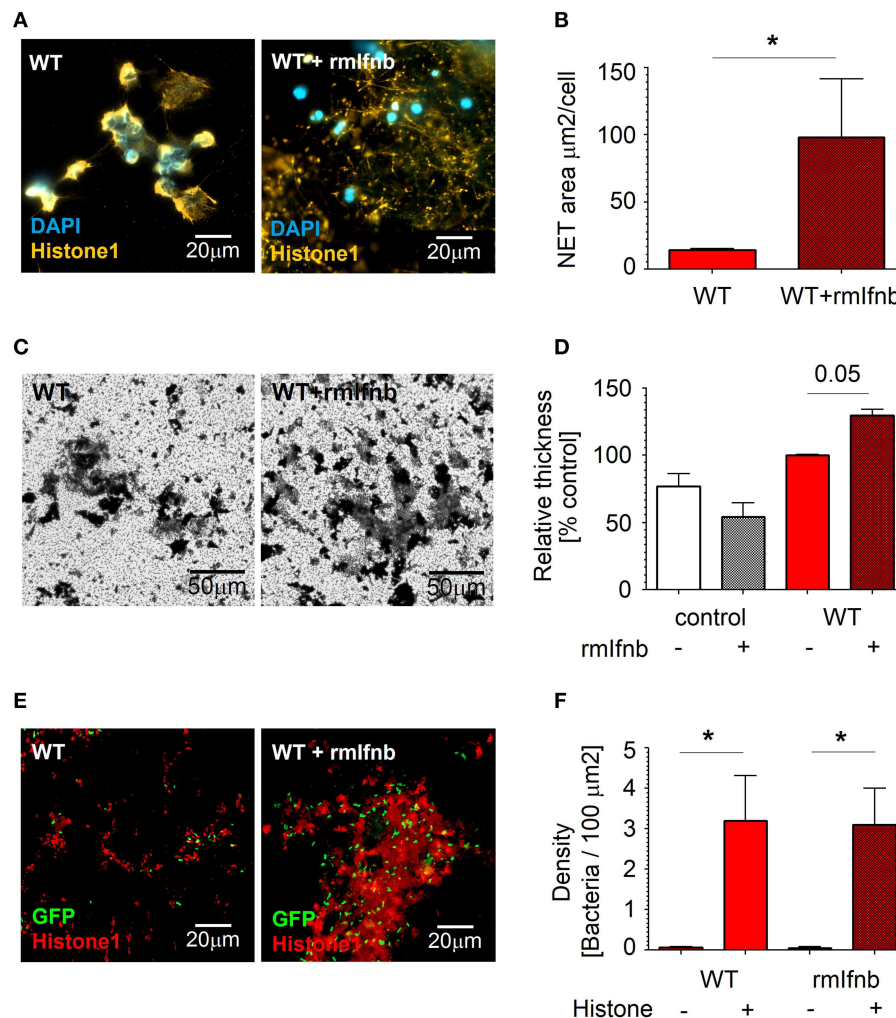 A
WT
DAPI
Histone1
20μm
WT + rmIfnb
DAPI
Histone1
20μm
B
*
NET area μm2/cell
150
100
50
0
WT
WT+rmIfnb
C
WT
50μm
WT+rmIfnb
50μm
D
0.05
Relative thickness
[% control]
150
100
50
0
control
WT
rmIfnb
-
+
-
+
E
WT
GFP
Histone1
20μm
WT + rmIfnb
GFP
Histone1
20μm
F
*
*
Density
[Bacteria / 100 μm2]
5
4
3
2
1
0
WT
rmIfnb
Histone
-
+
-
+